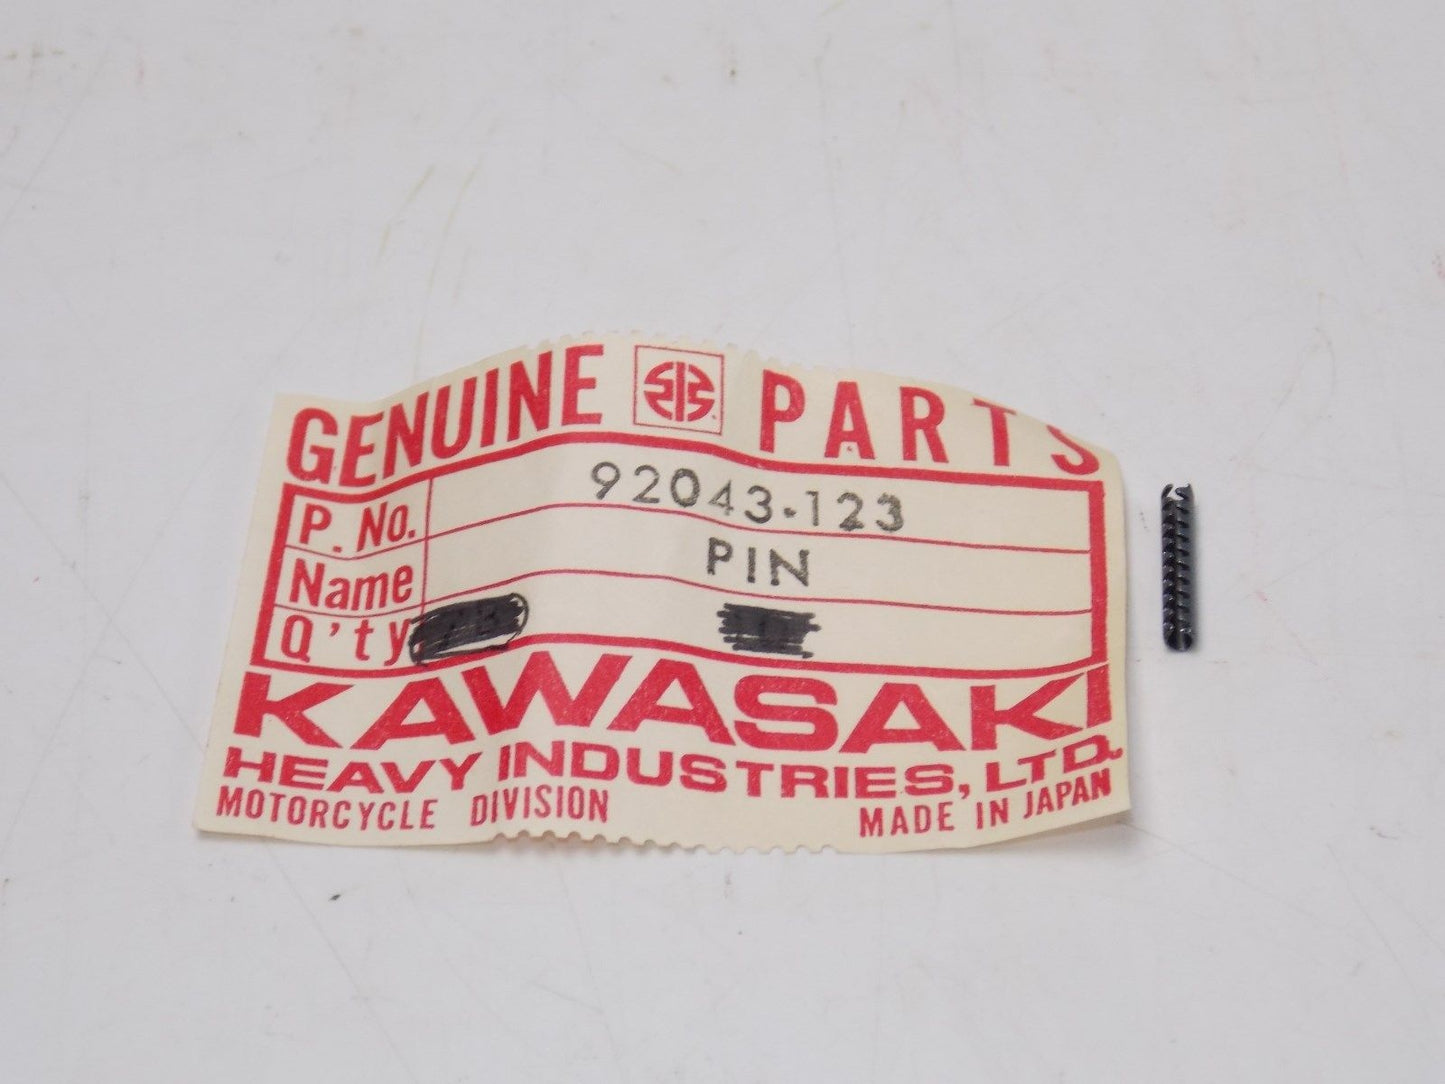 GENUINE PARTS
P. No. 92043-123
Name PIN
Q'ty
KAWASAKI
HEAVY INDUSTRIES, LTD.
MOTORCYCLE DIVISION MADE IN JAPAN